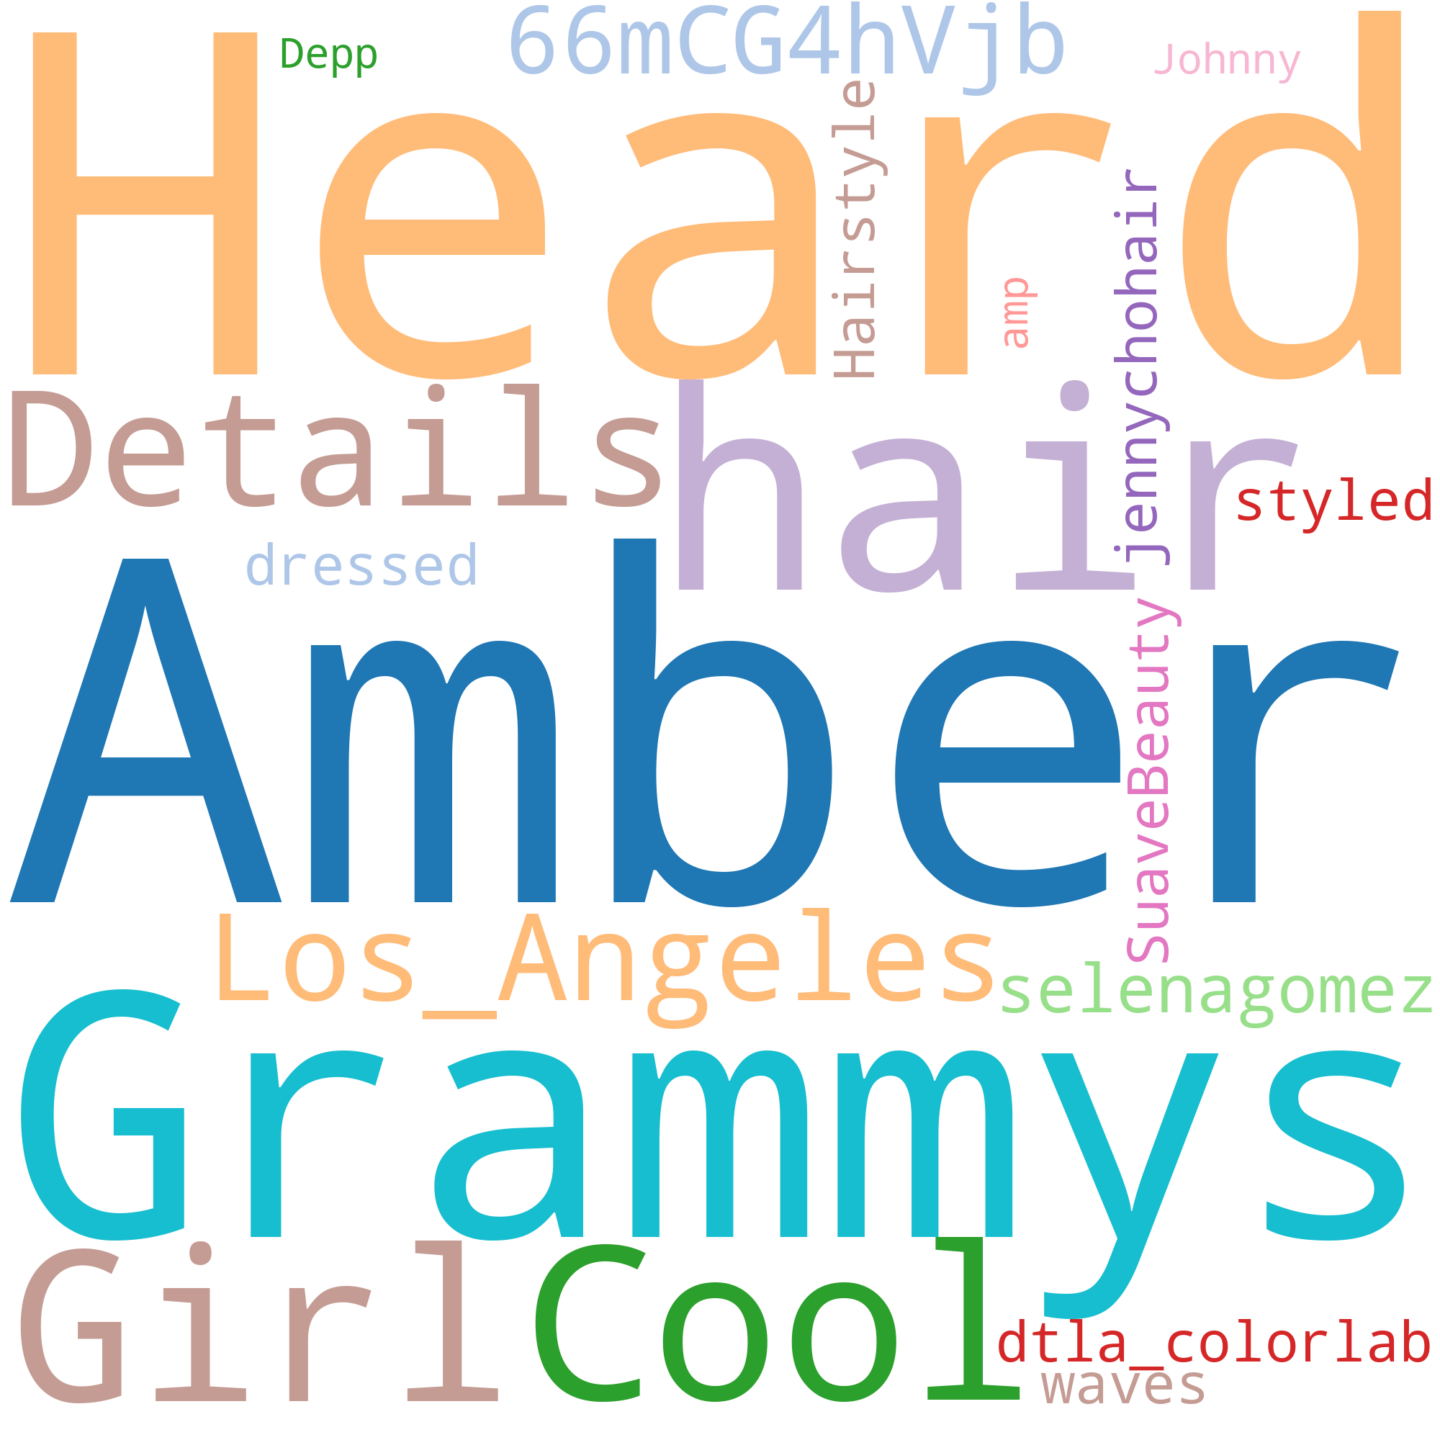 66mCG4hVjb
Depp
Johnny
Heard
Hairstyle
amp
jennychohair
Details
hair
styled
dressed
Amber
SuaveBeauty
Los_Angeles
selenagomez
Grammys
Girl
Cool
dtla_colorlab
waves